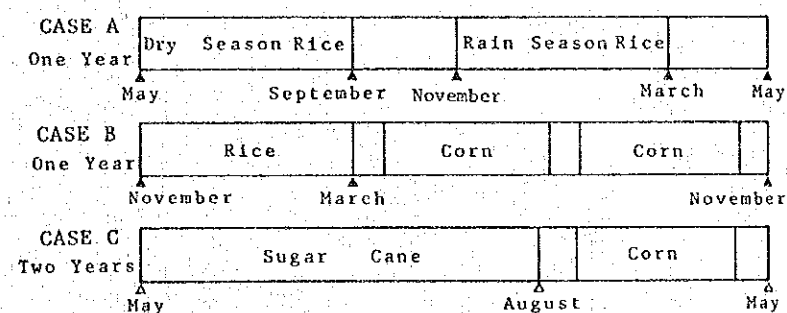 CASE A
One Year
Dry Season Rice Rain Season Rice
May September November March May
CASE B
One Year
Rice Corn Corn
November March November
CASE C
Two Years
Sugar Cane Corn
May August May